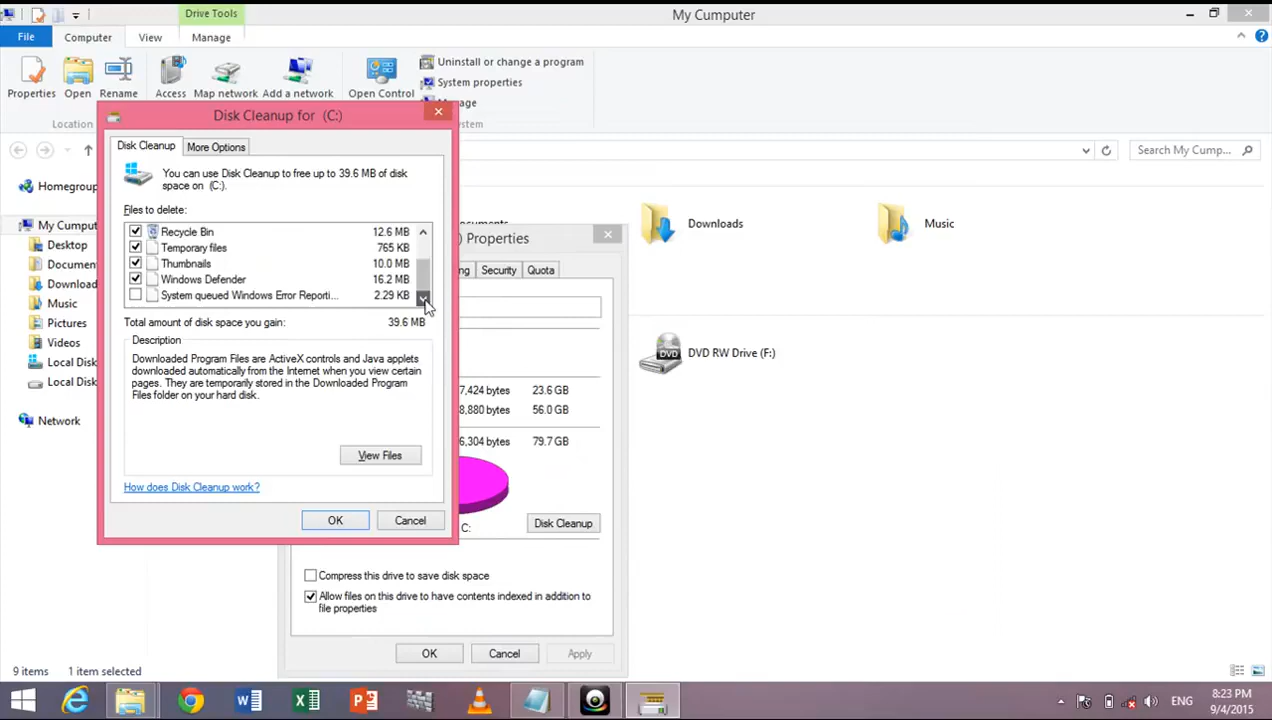 Drive Tools
My Computer
File
Computer
View
Manage
Properties
Open
Rename
Access
Map network
Add a network
Open Control
Uninstall or change a program
System properties
Location
Search My Cump...
Homegroup
My Comput
Desktop
Document
Download
Music
Pictures
Videos
Local Disk
Local Disk
Network
Downloads
Music
DVD RW Drive (F:)
Disk Cleanup for (C:)
Disk Cleanup
More Options
You can use Disk Cleanup to free up to 39.6 MB of disk
space on (C:).
Files to delete:
Recycle Bin 12.6 MB
Temporary files 765 KB
Thumbnails 10.0 MB
Windows Defender 16.2 MB
System queued Windows Error Reporti... 2.29 KB
Total amount of disk space you gain: 39.6 MB
Description
Downloaded Program Files are ActiveX controls and Java applets
downloaded automatically from the Internet when you view certain
pages. They are temporarily stored in the Downloaded Program
Files folder on your hard disk.
View Files
How does Disk Cleanup work?
OK
Cancel
) Properties
Security
Quota
7,424 bytes 23.6 GB
8,880 bytes 56.0 GB
6,304 bytes 79.7 GB
C:
Disk Cleanup
Compress this drive to save disk space
Allow files on this drive to have contents indexed in addition to
file properties
OK
Cancel
Apply
9 items
1 item selected
ENG
8:23 PM
9/4/2015